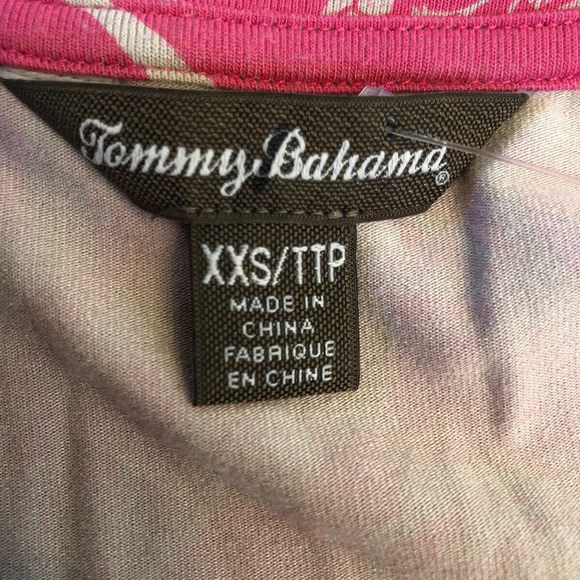 Tommy Bahama®
XXS/TTP
MADE IN
CHINA
FABRIQUE
EN CHINE